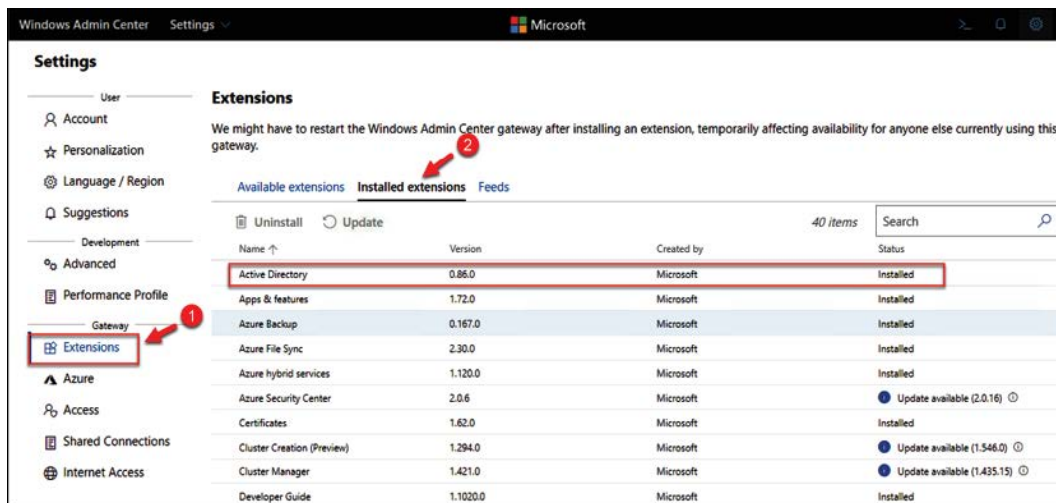 Windows Admin Center Settings
Microsoft
Settings
User
Account
Personalization
Language / Region
Suggestions
Development
Advanced
Performance Profile
Gateway
1
Extensions
Azure
Access
Shared Connections
Internet Access
Extensions
We might have to restart the Windows Admin Center gateway after installing an extension, temporarily affecting availability for anyone else currently using this
gateway.
2
Available extensions Installed extensions Feeds
Uninstall Update 40 items Search
Name ↑ Version Created by Status
Active Directory 0.86.0 Microsoft Installed
Apps & features 1.72.0 Microsoft Installed
Azure Backup 0.167.0 Microsoft Installed
Azure File Sync 2.30.0 Microsoft Installed
Azure hybrid services 1.120.0 Microsoft Installed
Azure Security Center 2.0.6 Microsoft Update available (2.0.16)
Certificates 1.62.0 Microsoft Installed
Cluster Creation (Preview) 1.294.0 Microsoft Update available (1.546.0)
Cluster Manager 1.421.0 Microsoft Update available (1.435.15)
Developer Guide 1.1020.0 Microsoft Installed